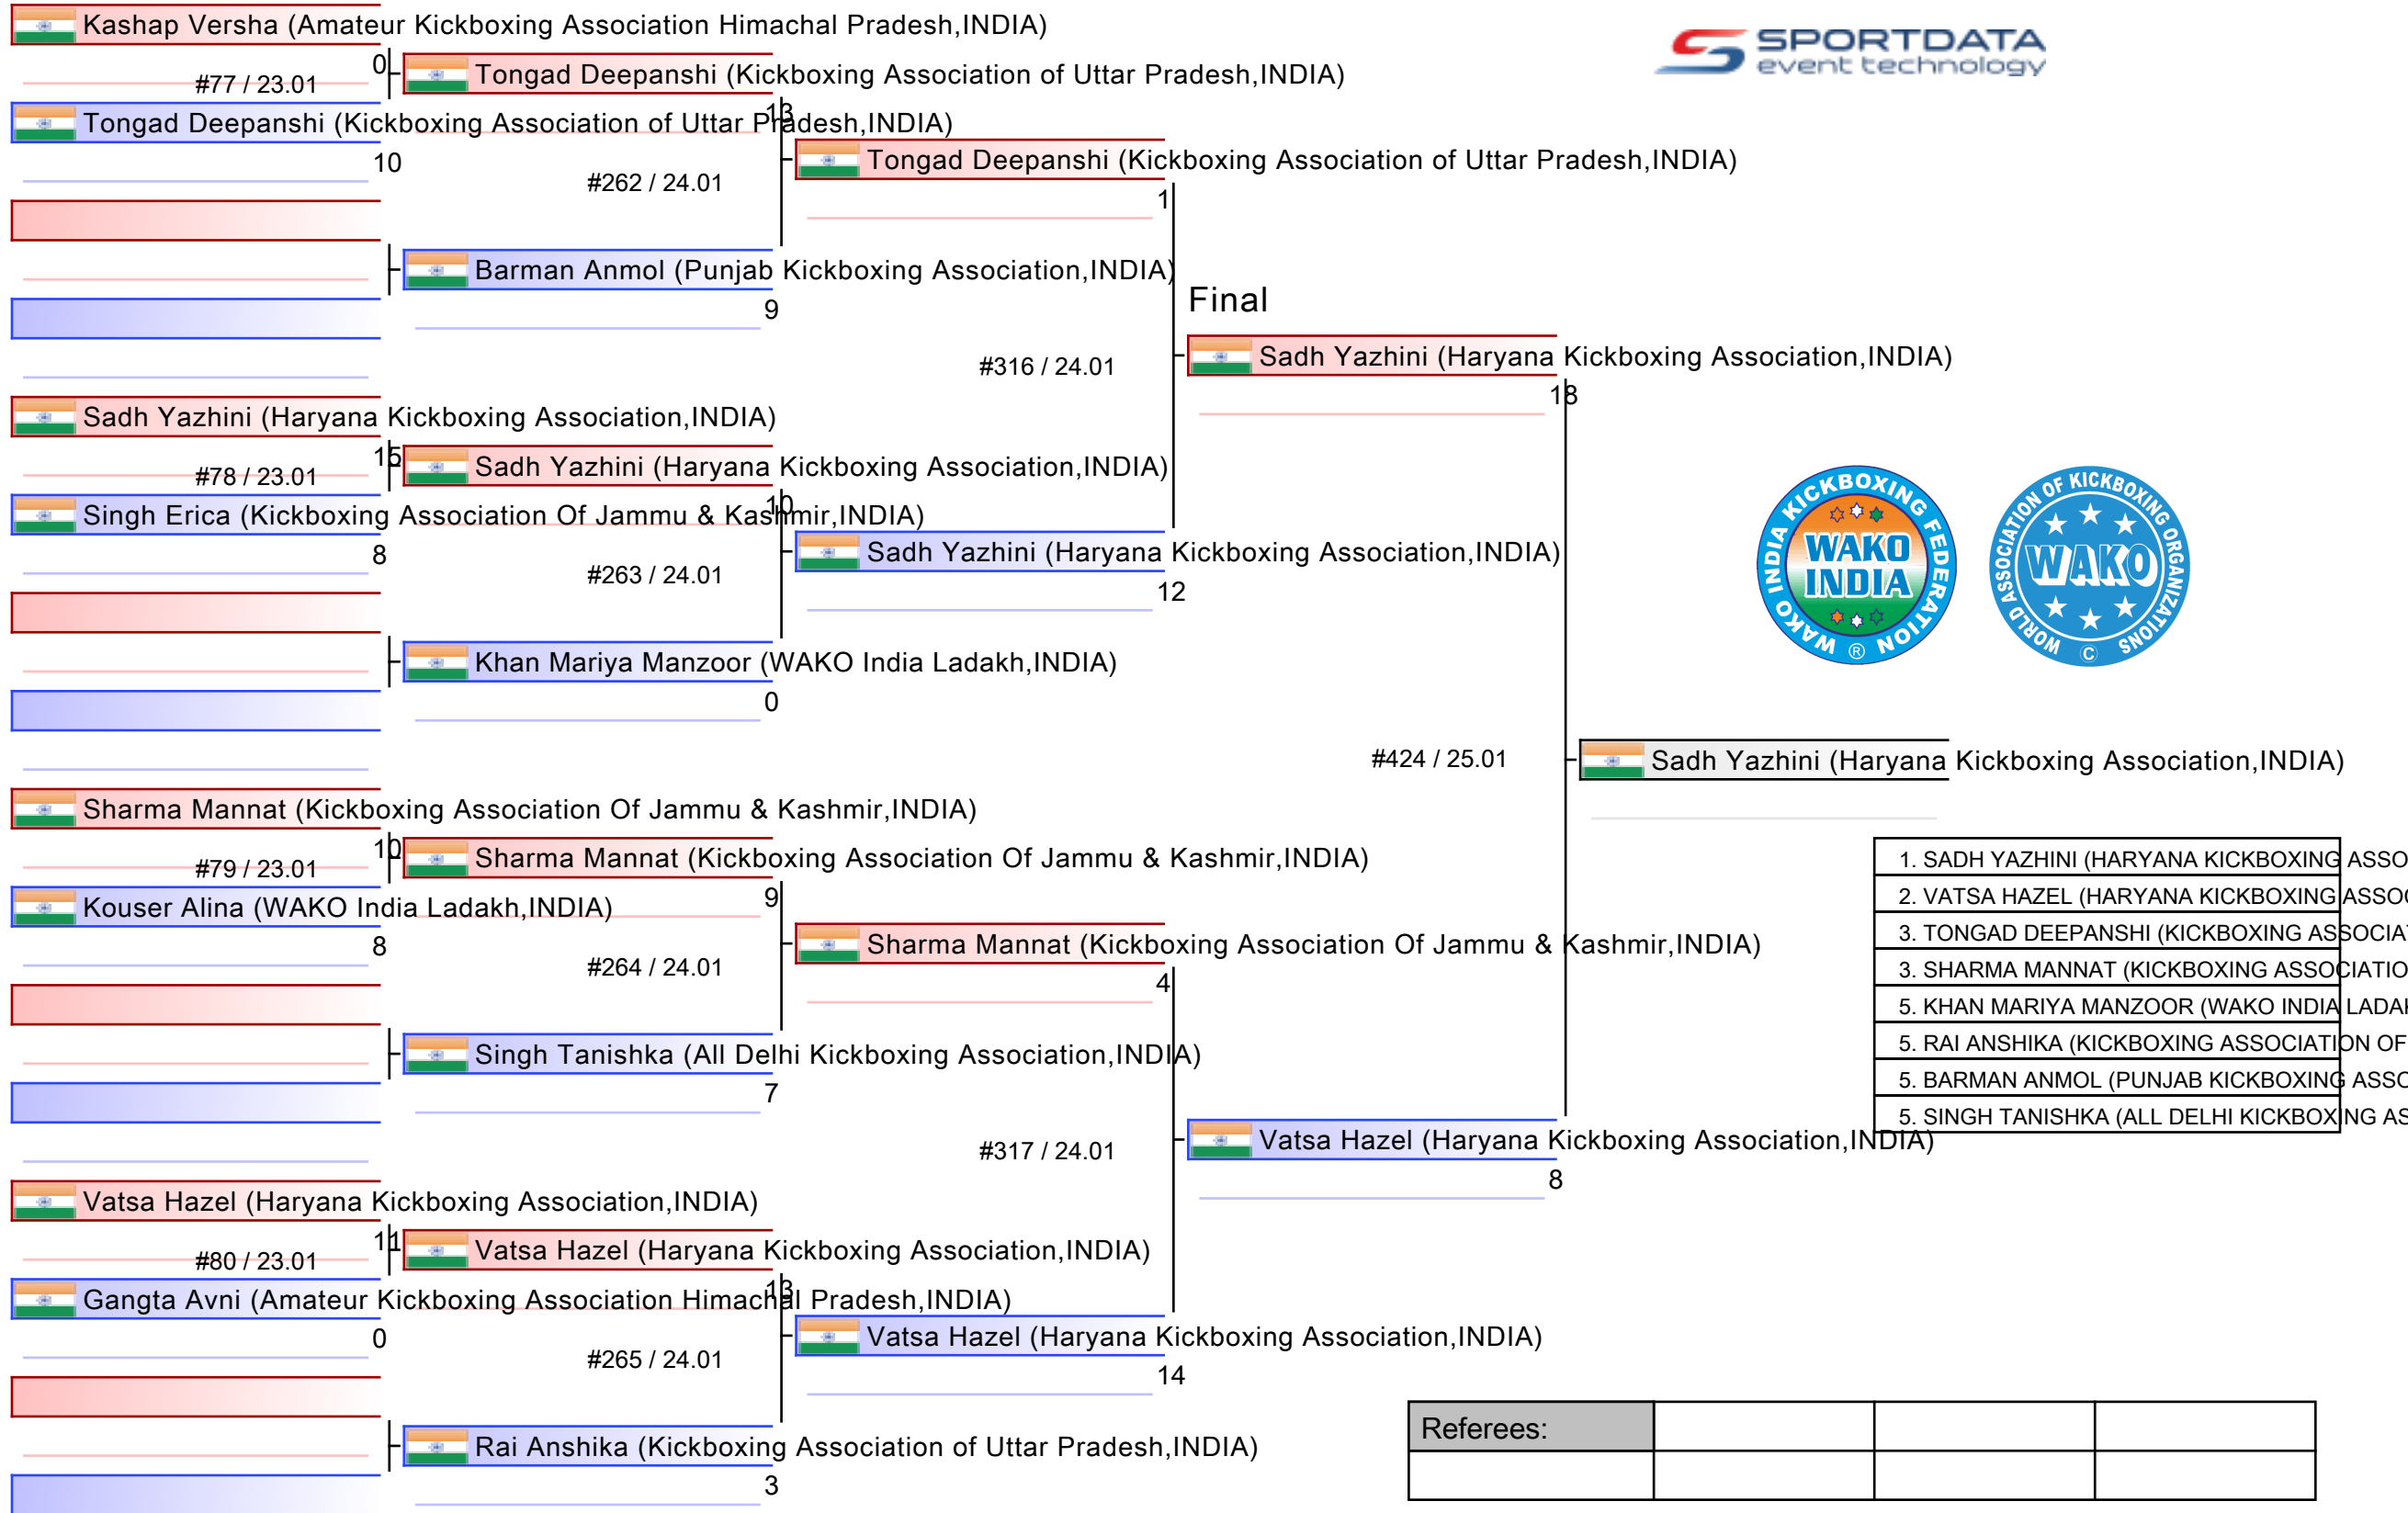 Kashap Versha (Amateur Kickboxing Association Himachal Pradesh,INDIA)
0
#77 / 23.01
Tongad Deepanshi (Kickboxing Association of Uttar Pradesh,INDIA)
10
Tongad Deepanshi (Kickboxing Association of Uttar Pradesh,INDIA)
13
#262 / 24.01
Barman Anmol (Punjab Kickboxing Association,INDIA)
9
Tongad Deepanshi (Kickboxing Association of Uttar Pradesh,INDIA)
1
SPORTDATA
event technology
Final
#316 / 24.01
Sadh Yazhini (Haryana Kickboxing Association,INDIA)
18
Sadh Yazhini (Haryana Kickboxing Association,INDIA)
15
#78 / 23.01
Singh Erica (Kickboxing Association Of Jammu & Kashmir,INDIA)
8
Sadh Yazhini (Haryana Kickboxing Association,INDIA)
10
#263 / 24.01
Khan Mariya Manzoor (WAKO India Ladakh,INDIA)
0
Sadh Yazhini (Haryana Kickboxing Association,INDIA)
12
WAKO INDIA KICKBOXING FEDERATION
WAKO
INDIA
®
WORLD ASSOCIATION OF KICKBOXING ORGANIZATIONS
WAKO
©
#424 / 25.01
Sadh Yazhini (Haryana Kickboxing Association,INDIA)
Sharma Mannat (Kickboxing Association Of Jammu & Kashmir,INDIA)
10
#79 / 23.01
Kouser Alina (WAKO India Ladakh,INDIA)
8
Sharma Mannat (Kickboxing Association Of Jammu & Kashmir,INDIA)
9
#264 / 24.01
Singh Tanishka (All Delhi Kickboxing Association,INDIA)
7
Sharma Mannat (Kickboxing Association Of Jammu & Kashmir,INDIA)
4
#317 / 24.01
Vatsa Hazel (Haryana Kickboxing Association,INDIA)
8
1. SADH YAZHINI (HARYANA KICKBOXING ASSO
2. VATSA HAZEL (HARYANA KICKBOXING ASSO
3. TONGAD DEEPANSHI (KICKBOXING ASSOCIA
3. SHARMA MANNAT (KICKBOXING ASSOCIATIO
5. KHAN MARIYA MANZOOR (WAKO INDIA LADA
5. RAI ANSHIKA (KICKBOXING ASSOCIATION OF
5. BARMAN ANMOL (PUNJAB KICKBOXING ASSO
5. SINGH TANISHKA (ALL DELHI KICKBOXING AS
Vatsa Hazel (Haryana Kickboxing Association,INDIA)
11
#80 / 23.01
Gangta Avni (Amateur Kickboxing Association Himachal Pradesh,INDIA)
0
Vatsa Hazel (Haryana Kickboxing Association,INDIA)
13
#265 / 24.01
Rai Anshika (Kickboxing Association of Uttar Pradesh,INDIA)
3
Vatsa Hazel (Haryana Kickboxing Association,INDIA)
14
Referees: